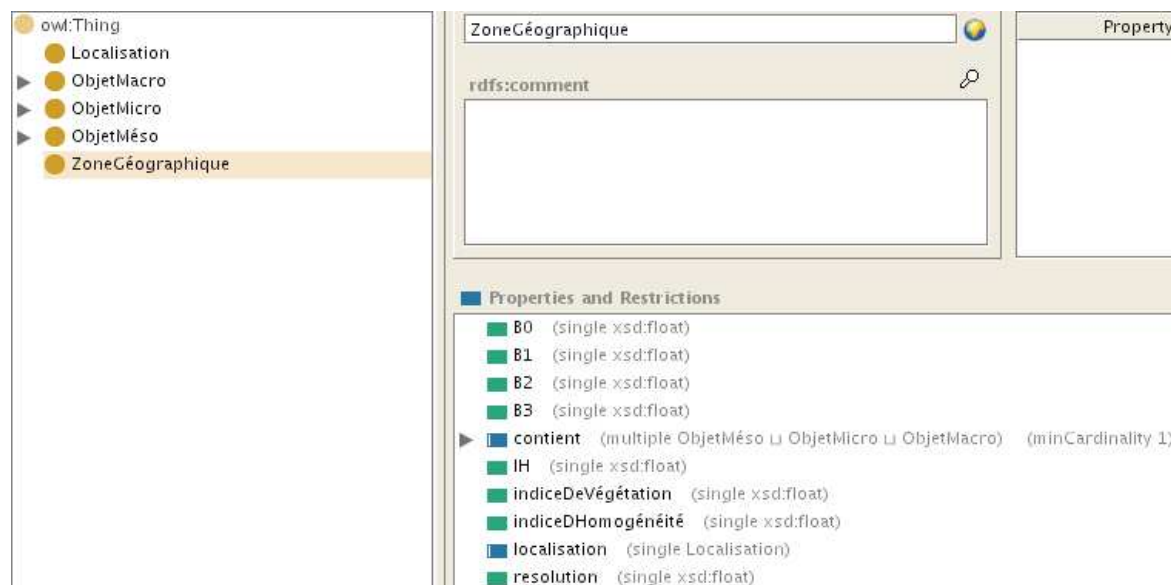 owl:Thing
Localisation
ObjetMacro
ObjetMicro
ObjetMéso
ZoneGéographique
ZoneGéographique
Property
rdfs:comment
Properties and Restrictions
B0 (single xsd:float)
B1 (single xsd:float)
B2 (single xsd:float)
B3 (single xsd:float)
contient (multiple ObjetMéso ⊔ ObjetMicro ⊔ ObjetMacro) (minCardinality 1)
IH (single xsd:float)
indiceDeVégétation (single xsd:float)
indiceDHomogénéité (single xsd:float)
localisation (single Localisation)
resolution (single xsd:float)